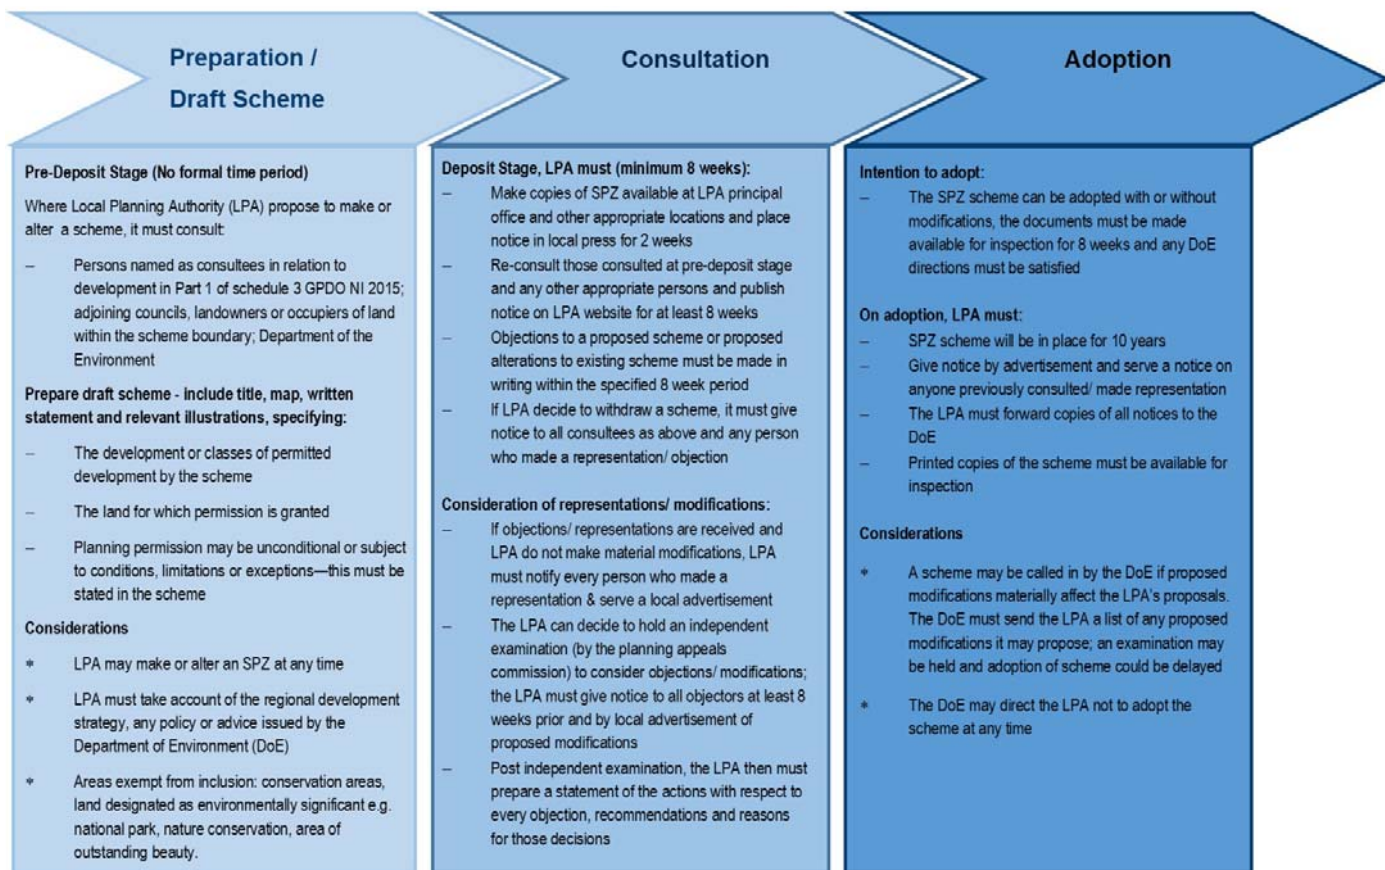 Preparation /
Draft Scheme
Pre-Deposit Stage (No formal time period)
Where Local Planning Authority (LPA) propose to make or
alter a scheme, it must consult:
– Persons named as consultees in relation to
development in Part 1 of schedule 3 GPDO NI 2015;
adjoining councils, landowners or occupiers of land
within the scheme boundary; Department of the
Environment
Prepare draft scheme - include title, map, written
statement and relevant illustrations, specifying:
– The development or classes of permitted
development by the scheme
– The land for which permission is granted
– Planning permission may be unconditional or subject
to conditions, limitations or exceptions—this must be
stated in the scheme
Considerations
* LPA may make or alter an SPZ at any time
* LPA must take account of the regional development
strategy, any policy or advice issued by the
Department of Environment (DoE)
* Areas exempt from inclusion: conservation areas,
land designated as environmentally significant e.g.
national park, nature conservation, area of
outstanding beauty.
Consultation
Deposit Stage, LPA must (minimum 8 weeks):
– Make copies of SPZ available at LPA principal
office and other appropriate locations and place
notice in local press for 2 weeks
– Re-consult those consulted at pre-deposit stage
and any other appropriate persons and publish
notice on LPA website for at least 8 weeks
– Objections to a proposed scheme or proposed
alterations to existing scheme must be made in
writing within the specified 8 week period
– If LPA decide to withdraw a scheme, it must give
notice to all consultees as above and any person
who made a representation/ objection
Consideration of representations/ modifications:
– If objections/ representations are received and
LPA do not make material modifications, LPA
must notify every person who made a
representation & serve a local advertisement
– The LPA can decide to hold an independent
examination (by the planning appeals
commission) to consider objections/ modifications;
the LPA must give notice to all objectors at least 8
weeks prior and by local advertisement of
proposed modifications
– Post independent examination, the LPA then must
prepare a statement of the actions with respect to
every objection, recommendations and reasons
for those decisions
Adoption
Intention to adopt:
– The SPZ scheme can be adopted with or without
modifications, the documents must be made
available for inspection for 8 weeks and any DoE
directions must be satisfied
On adoption, LPA must:
– SPZ scheme will be in place for 10 years
– Give notice by advertisement and serve a notice on
anyone previously consulted/ made representation
– The LPA must forward copies of all notices to the
DoE
– Printed copies of the scheme must be available for
inspection
Considerations
* A scheme may be called in by the DoE if proposed
modifications materially affect the LPA's proposals.
The DoE must send the LPA a list of any proposed
modifications it may propose; an examination may
be held and adoption of scheme could be delayed
* The DoE may direct the LPA not to adopt the
scheme at any time